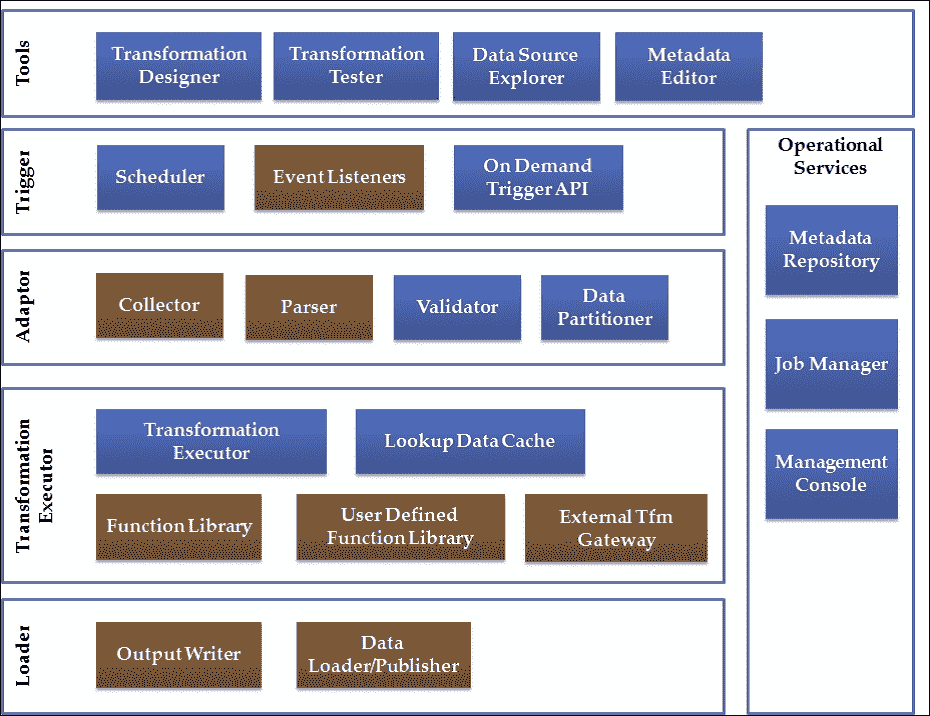 Tools
Transformation
Designer
Transformation
Tester
Data Source
Explorer
Metadata
Editor
Trigger
Scheduler
Event Listeners
On Demand
Trigger API
Adaptor
Collector
Parser
Validator
Data
Partitioner
Transformation
Executor
Transformation
Executor
Lookup Data Cache
Function Library
User Defined
Function Library
External Tfm
Gateway
Loader
Output Writer
Data
Loader/Publisher
Operational
Services
Metadata
Repository
Job Manager
Management
Console